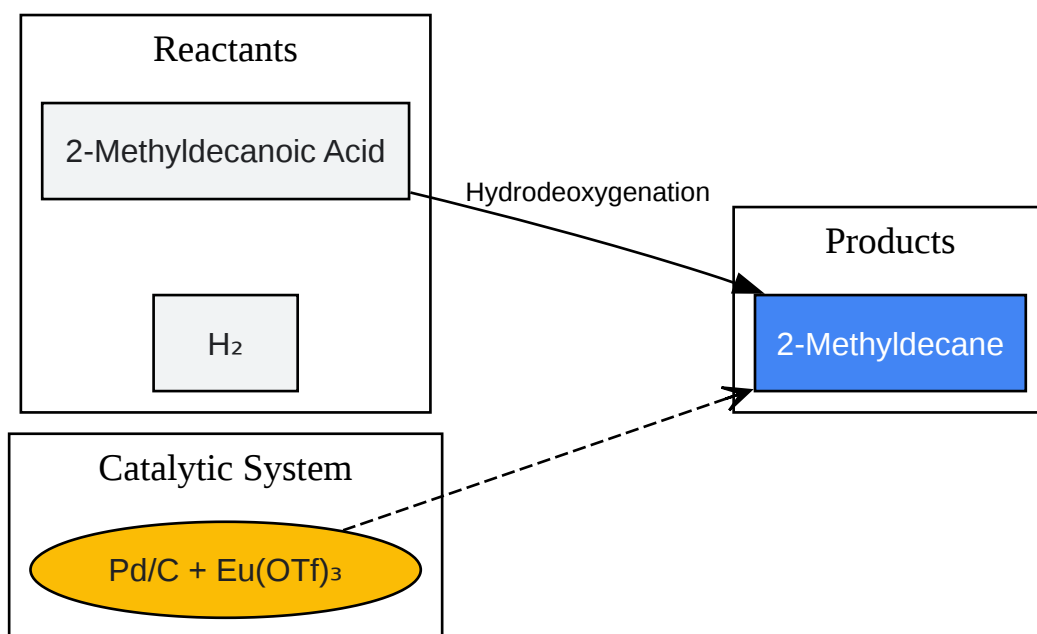 Reactants
2-Methyldecanoic Acid
H₂
Hydrodeoxygenation
Products
2-Methyldecane
Catalytic System
Pd/C + Eu(OTf)₃